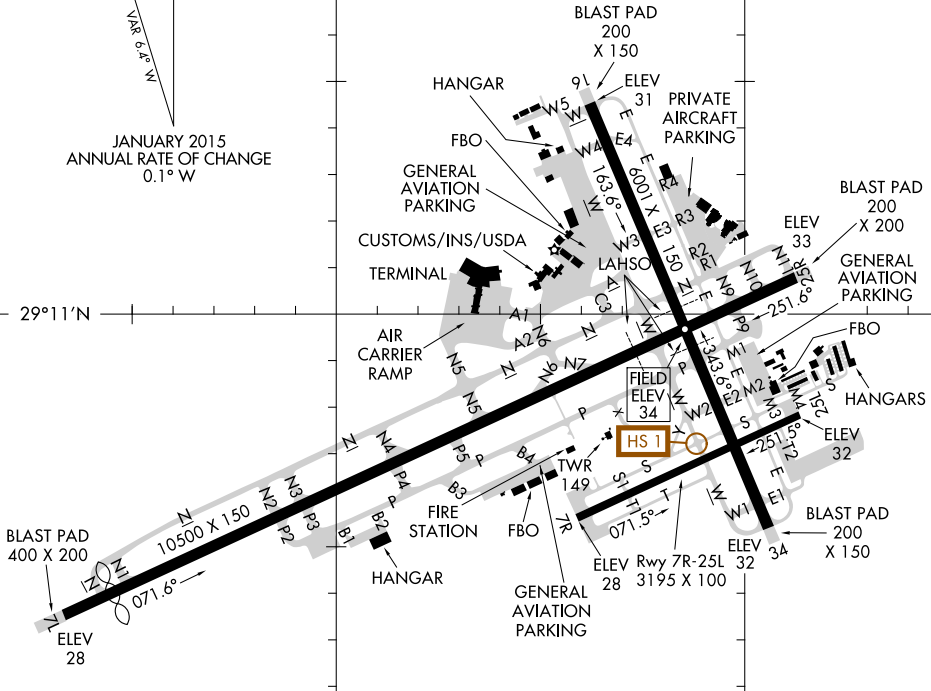 VAR 6.4° W
JANUARY 2015
ANNUAL RATE OF CHANGE
0.1° W
BLAST PAD
200
X 150
16
ELEV
31
HANGAR
W5
W
E
PRIVATE
AIRCRAFT
PARKING
FBO
W4
E4
E
GENERAL
AVIATION
PARKING
163.6°
6001 X 150
R4
W
E3
R3
BLAST PAD
200
X 200
CUSTOMS/INS/USDA
W3
R2
R1
ELEV
33
TERMINAL
LAHSO
N11
25R
GENERAL
AVIATION
PARKING
A1
C3
N
E
N9
N10
251.6°
29°11'N
A1
N
W
P9
AIR
CARRIER
RAMP
A2
N6
343.6°
M1
FBO
N
N5
N6
N7
P
E
FIELD
ELEV
34
M2
HANGARS
N5
P
W
W2
E2
M3
M4
S
25L
HS 1
Y
S
N
N4
P5
P
B4
TWR
149
251.5°
ELEV
32
T2
P4
B3
S1
S
E
N2
N3
P
FIRE
STATION
FBO
T1
T
W
E1
N
10500 X 150
P3
B2
7R
071.5°
W1
BLAST PAD
200
X 150
P2
B1
HANGAR
ELEV
28
Rwy 7R-25L
3195 X 100
ELEV
32
34
BLAST PAD
400 X 200
N
N1
071.6°
GENERAL
AVIATION
PARKING
7L
ELEV
28